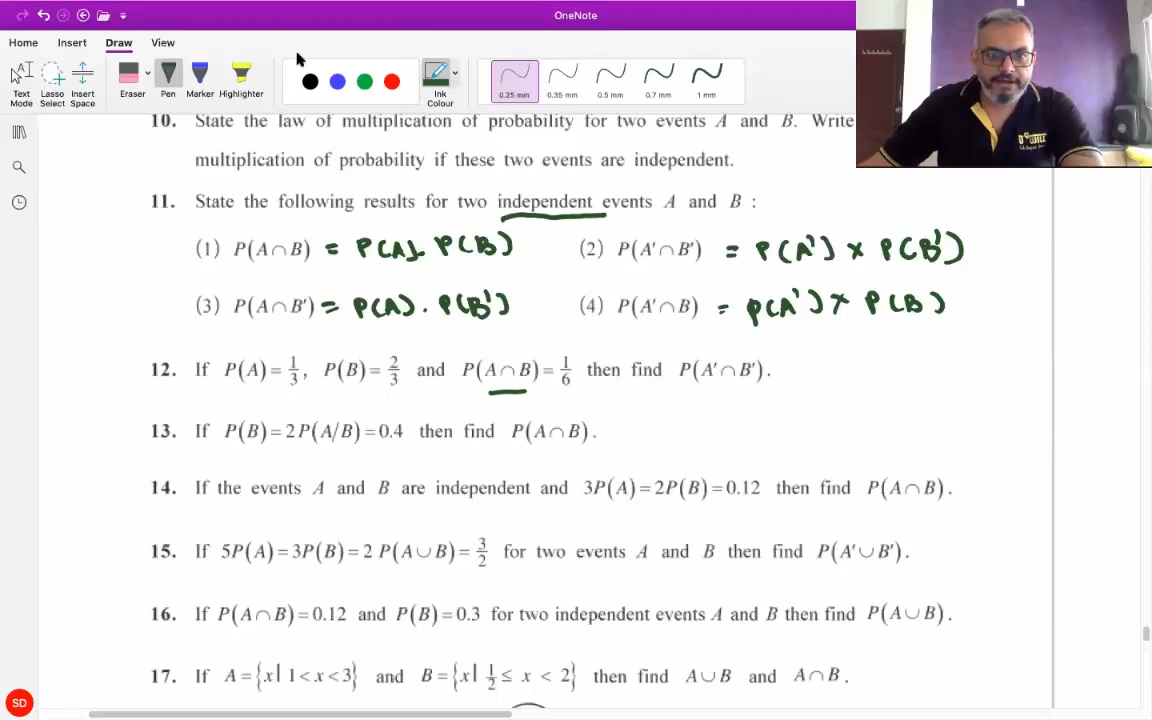 OneNote
Home Insert Draw View
Text Mode
Lasso Select
Insert Space
Eraser
Pen
Marker
Highlighter
Ink Colour
0.25 mm 0.35 mm 0.5 mm 0.7 mm 1 mm
10. State the law of multiplication of probability for two events A and B. Write
multiplication of probability if these two events are independent.
11. State the following results for two independent events A and B :
(1) P(A∩B) = P(A). P(B) (2) P(A′∩B′) = P(A') × P(B')
(3) P(A∩B′) = P(A) . P(B') (4) P(A′∩B) = P(A') × P(B)
12. If P(A) = 1/3, P(B) = 2/3 and P(A∩B) = 1/6 then find P(A′∩B′).
13. If P(B) = 2P(A/B) = 0.4 then find P(A∩B).
14. If the events A and B are independent and 3P(A) = 2P(B) = 0.12 then find P(A∩B).
15. If 5P(A) = 3P(B) = 2 P(A∪B) = 3/2 for two events A and B then find P(A′∪B′).
16. If P(A∩B) = 0.12 and P(B) = 0.3 for two independent events A and B then find P(A∪B).
17. If A = {x| 1 < x < 3} and B = {x| 1/2 ≤ x < 2} then find A∪B and A∩B.
SD